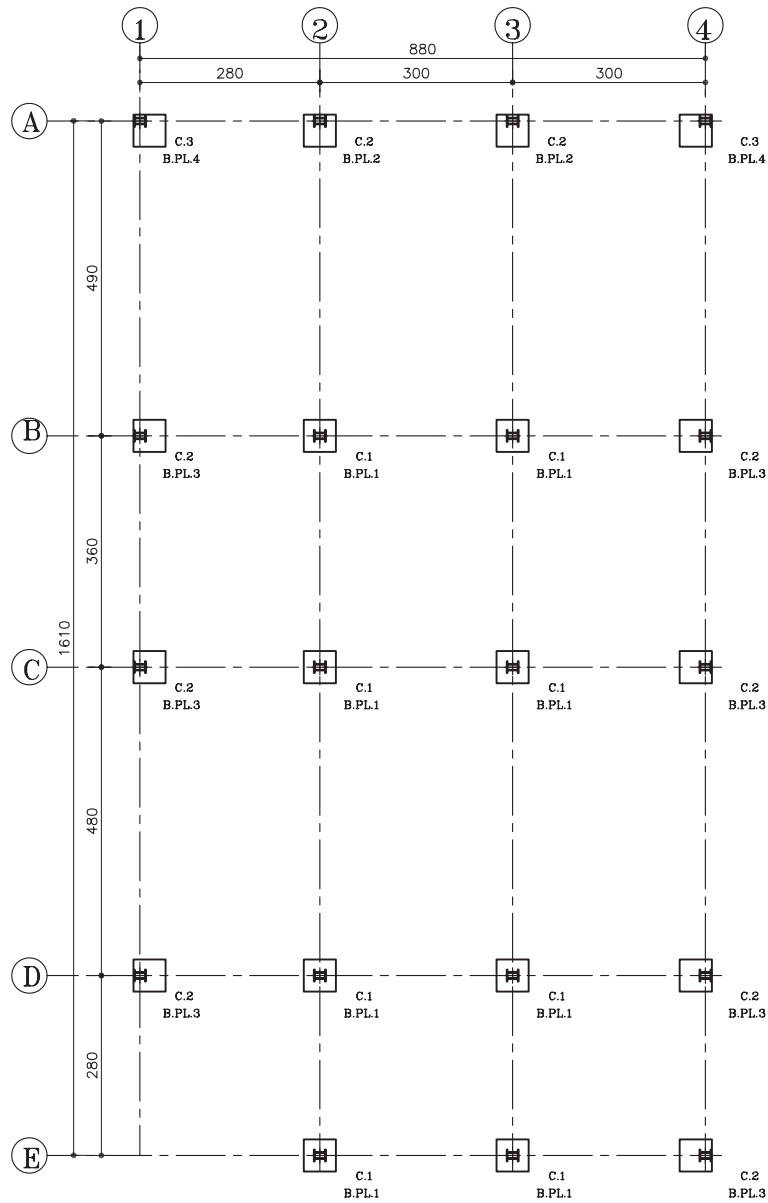 1 2 3 4
880
280 300 300
A
C.3 C.2 C.2 C.3
B.PL.4 B.PL.2 B.PL.2 B.PL.4
490
B
C.2 C.1 C.1 C.2
B.PL.3 B.PL.1 B.PL.1 B.PL.3
360
1610
C
C.2 C.1 C.1 C.2
B.PL.3 B.PL.1 B.PL.1 B.PL.3
480
D
C.2 C.1 C.1 C.2
B.PL.3 B.PL.1 B.PL.1 B.PL.3
280
E
C.1 C.1 C.2
B.PL.1 B.PL.1 B.PL.3